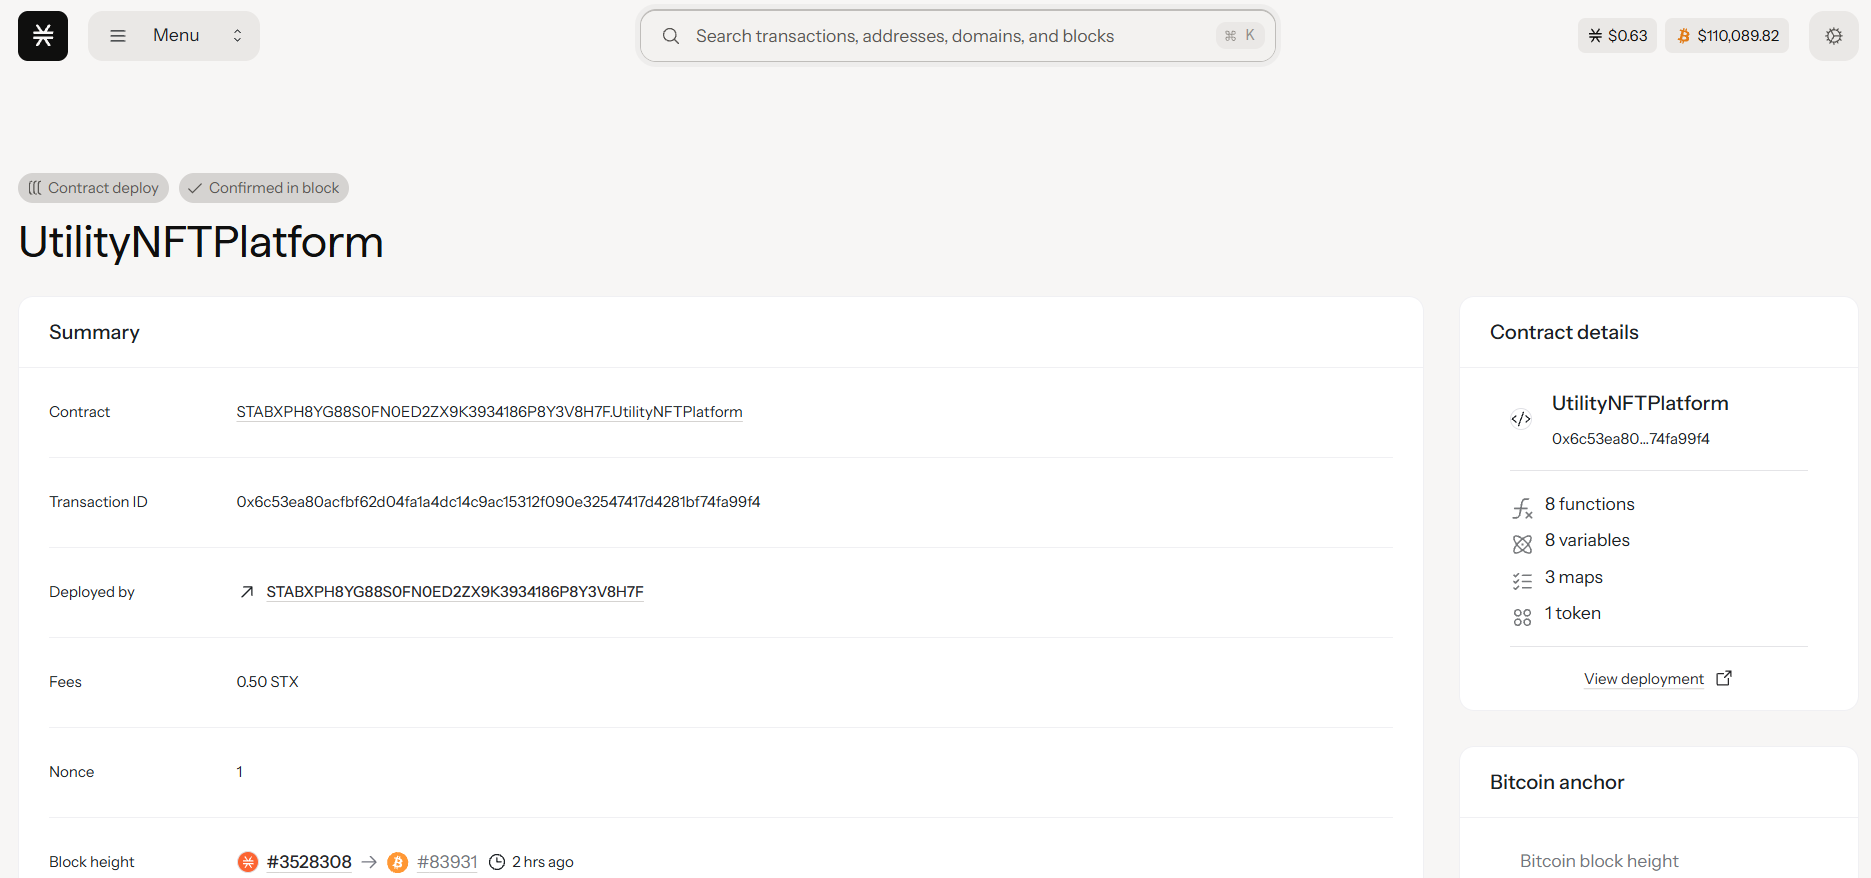 Menu
Search transactions, addresses, domains, and blocks
⌘ K
$0.63
$110,089.82
Contract deploy
Confirmed in block
UtilityNFTPlatform
Summary
Contract
STABXPH8YG88S0FN0ED2ZX9K3934186P8Y3V8H7F.UtilityNFTPlatform
Transaction ID
0x6c53ea80acfbf62d04fa1a4dc14c9ac15312f090e32547417d4281bf74fa99f4
Deployed by
STABXPH8YG88S0FN0ED2ZX9K3934186P8Y3V8H7F
Fees
0.50 STX
Nonce
1
Block height
#3528308 → #83931 2 hrs ago
Contract details
UtilityNFTPlatform
0x6c53ea80...74fa99f4
8 functions
8 variables
3 maps
1 token
View deployment
Bitcoin anchor
Bitcoin block height